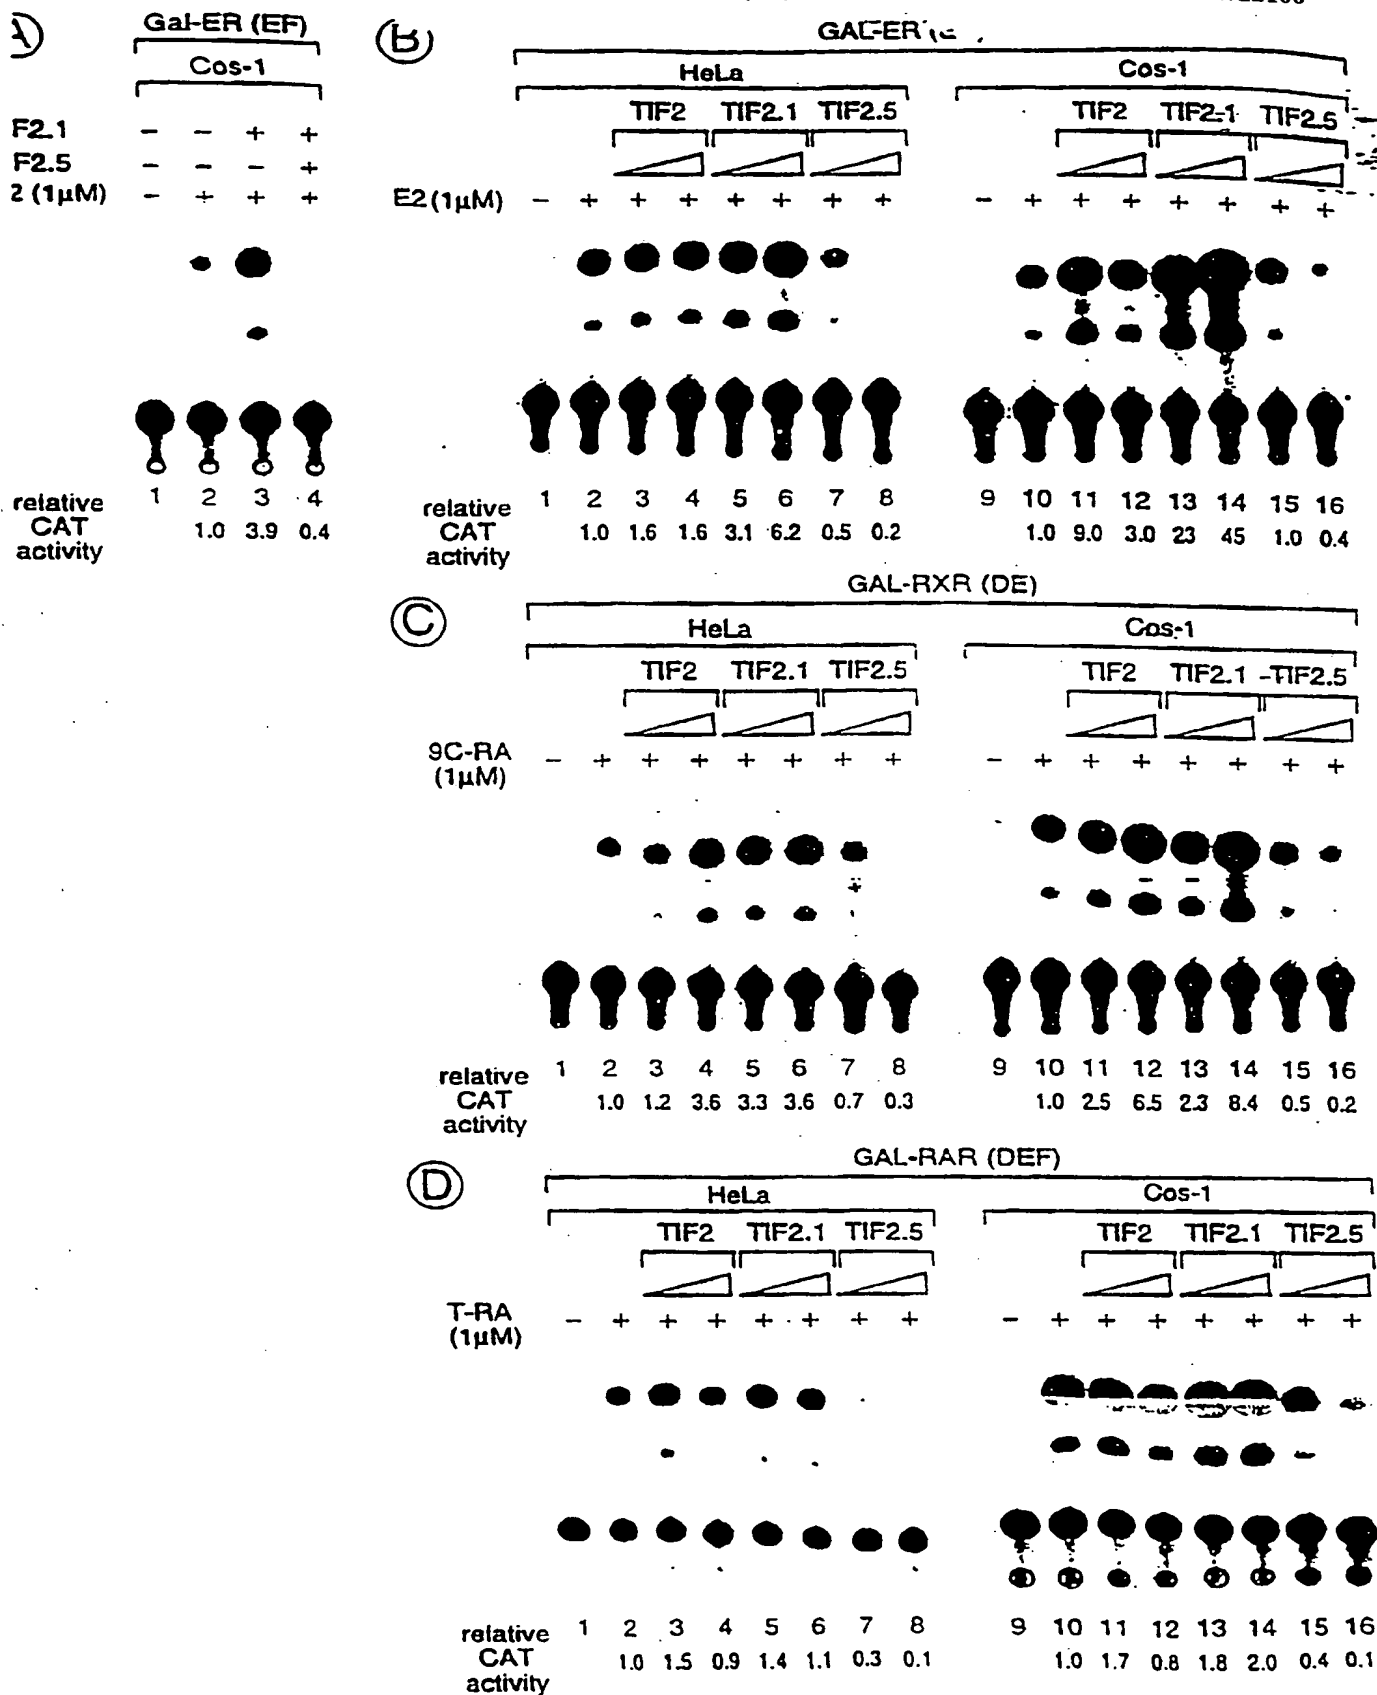 Gal-ER (EF)
Cos-1
F2.1 - - + +
F2.5 - - - +
2 (1µM) - + + +
1 2 3 4
relative
CAT
activity
1.0 3.9 0.4
B
GAL-ER
HeLa Cos-1
TIF2 TIF2.1 TIF2.5 TIF2 TIF2.1 TIF2.5
E2 (1µM) - + + + + + + + - + + + + + + +
1 2 3 4 5 6 7 8 9 10 11 12 13 14 15 16
relative
CAT
activity
1.0 1.6 1.6 3.1 6.2 0.5 0.2 1.0 9.0 3.0 23 45 1.0 0.4
C
GAL-RXR (DE)
HeLa Cos-1
TIF2 TIF2.1 TIF2.5 TIF2 TIF2.1 TIF2.5
9C-RA
(1µM)
- + + + + + + + - + + + + + + +
1 2 3 4 5 6 7 8 9 10 11 12 13 14 15 16
relative
CAT
activity
1.0 1.2 3.6 3.3 3.6 0.7 0.3 1.0 2.5 6.5 2.3 8.4 0.5 0.2
D
GAL-RAR (DEF)
HeLa Cos-1
TIF2 TIF2.1 TIF2.5 TIF2 TIF2.1 TIF2.5
T-RA
(1µM)
- + + + + + + + - + + + + + + +
1 2 3 4 5 6 7 8 9 10 11 12 13 14 15 16
relative
CAT
activity
1.0 1.5 0.9 1.4 1.1 0.3 0.1 1.0 1.7 0.8 1.8 2.0 0.4 0.1